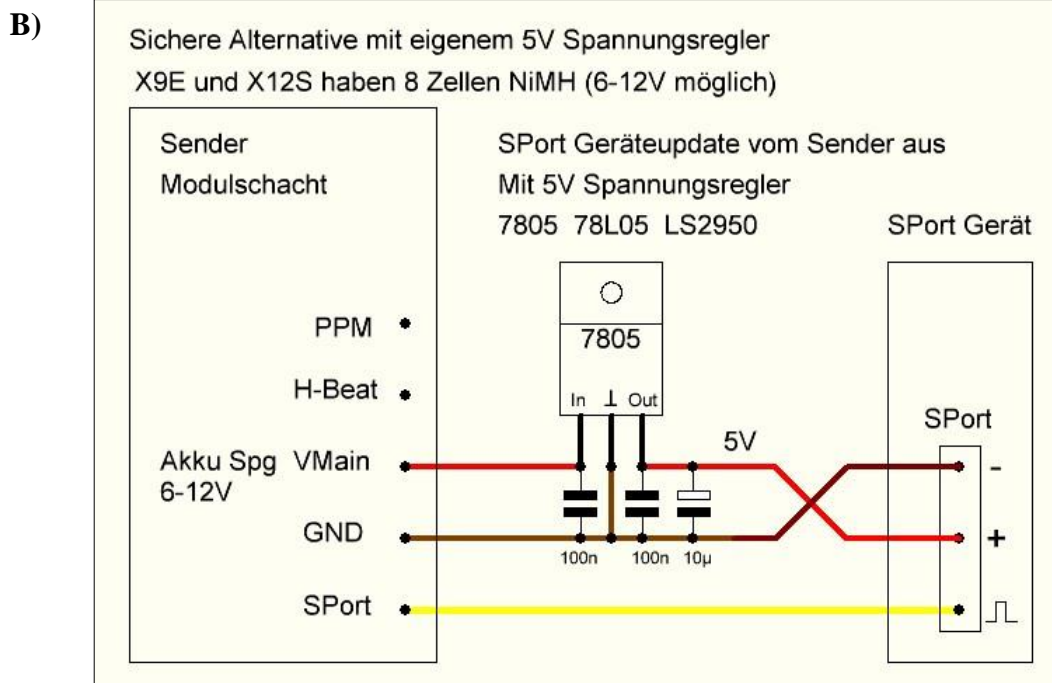 B)
Sichere Alternative mit eigenem 5V Spannungsregler
X9E und X12S haben 8 Zellen NiMH (6-12V möglich)
Sender
Modulschacht
SPort Geräteupdate vom Sender aus
Mit 5V Spannungsregler
7805 78L05 LS2950
SPort Gerät
PPM
7805
H-Beat
In ⊥ Out
SPort
5V
Akku Spg VMain
6-12V
-
GND
+
100n 100n 10µ
SPort